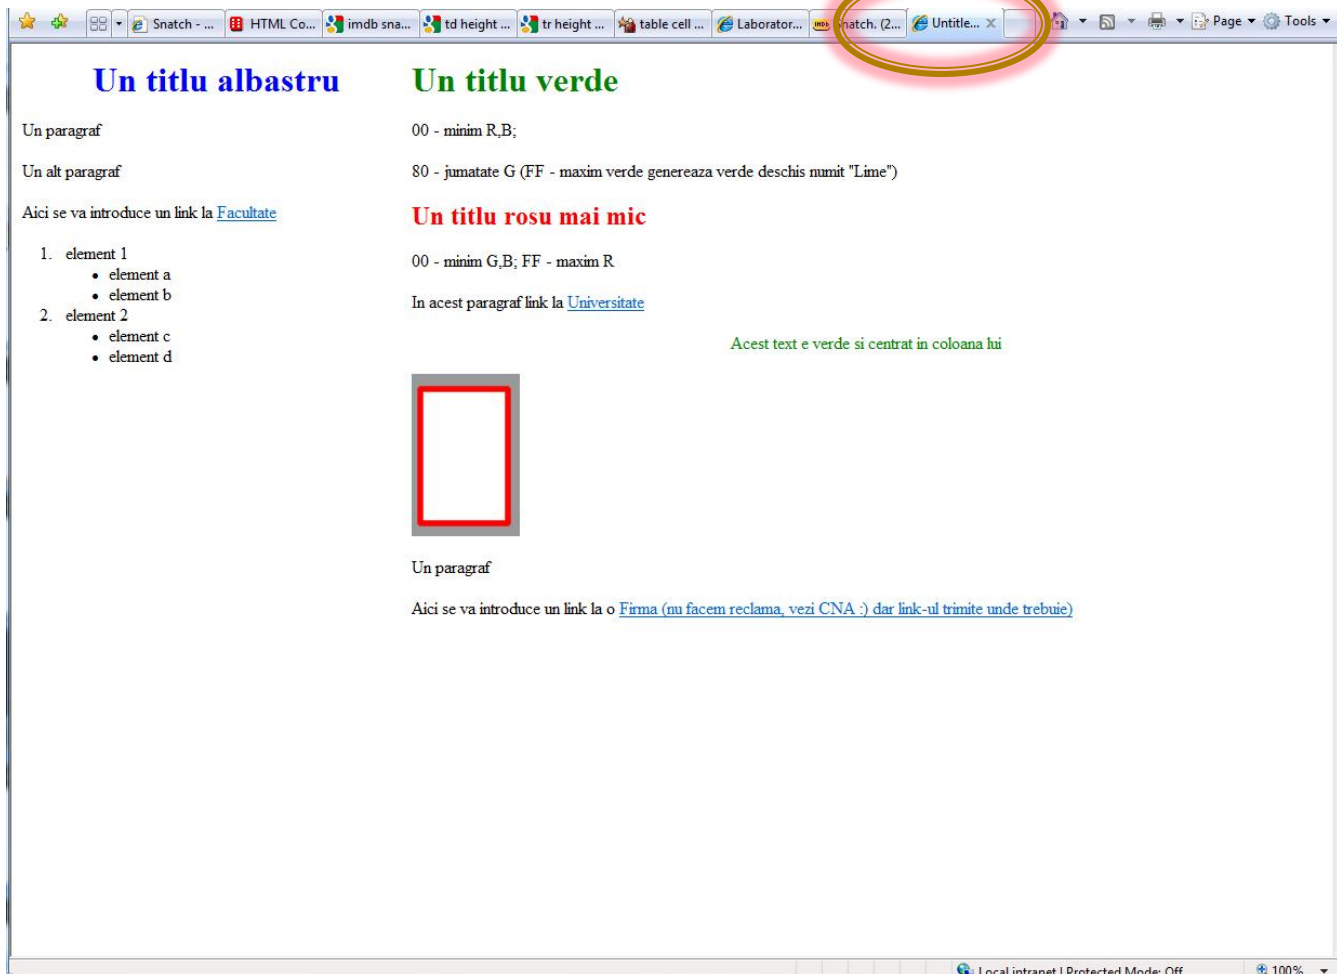 Snatch - ...
HTML Co...
imdb sna...
td height ...
tr height ...
table cell ...
Laborator...
Snatch. (2...
Untitle...
Page
Tools
Un titlu albastru
Un paragraf
Un alt paragraf
Aici se va introduce un link la Facultate
1. element 1
• element a
• element b
2. element 2
• element c
• element d
Un titlu verde
00 - minim R,B;
80 - jumatate G (FF - maxim verde genereaza verde deschis numit "Lime")
Un titlu rosu mai mic
00 - minim G,B; FF - maxim R
In acest paragraf link la Universitate
Acest text e verde si centrat in coloana lui
Un paragraf
Aici se va introduce un link la o Firma (nu facem reclama, vezi CNA :) dar link-ul trimite unde trebuie)
Local intranet | Protected Mode: Off
100%